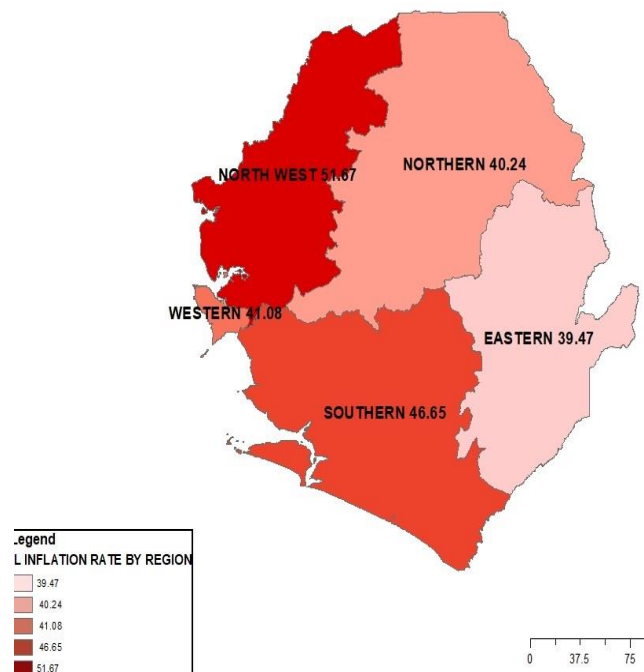 NORTH WEST 51.67
NORTHERN 40.24
WESTERN 41.08
EASTERN 39.47
SOUTHERN 46.65
Legend
L INFLATION RATE BY REGION
39.47
40.24
41.08
46.65
51.67
0 37.5 75